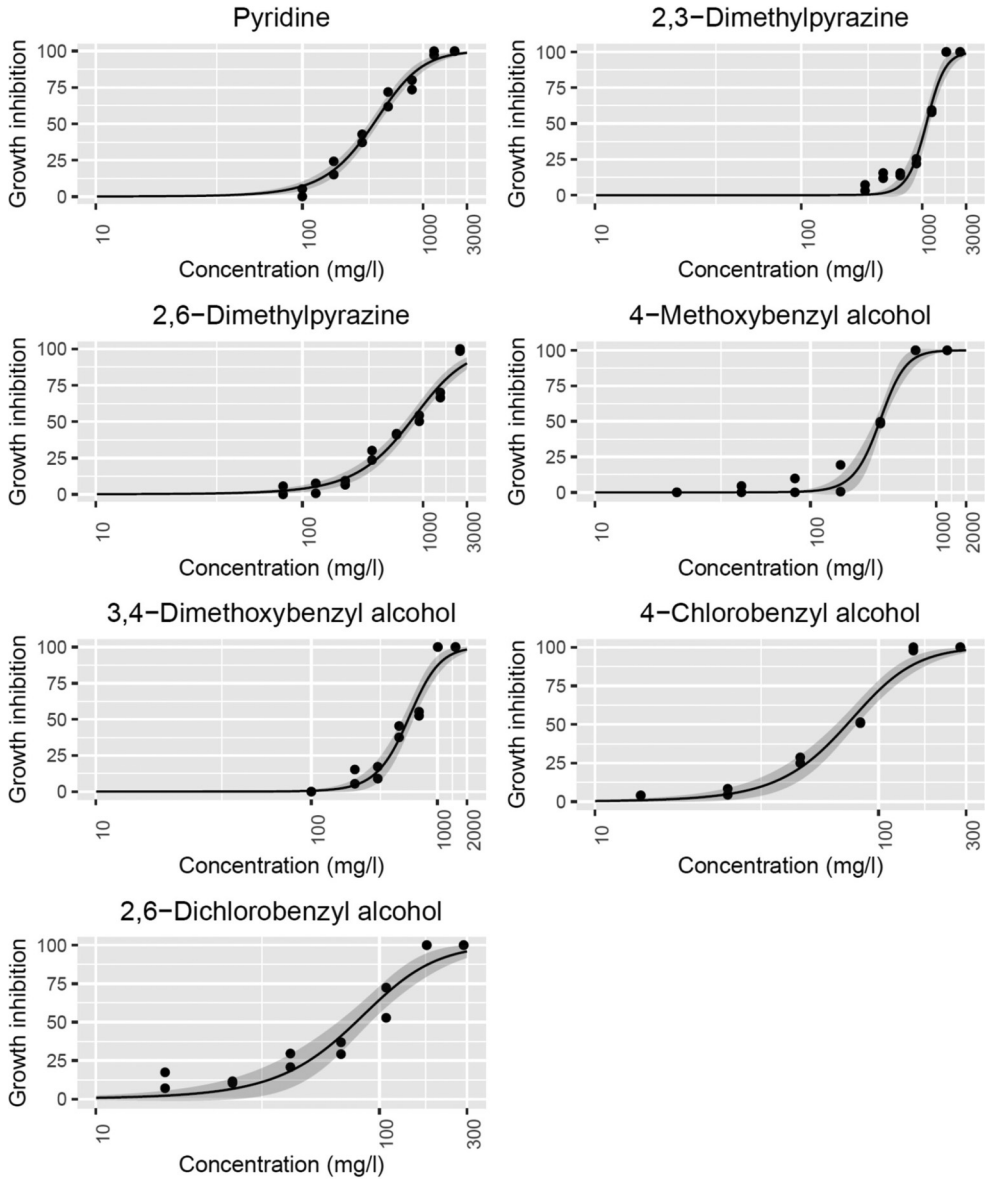 Pyridine
Growth inhibition
100
75
50
25
0
10
100
1000
3000
Concentration (mg/l)
2,3−Dimethylpyrazine
Growth inhibition
100
75
50
25
0
10
100
1000
3000
Concentration (mg/l)
2,6−Dimethylpyrazine
Growth inhibition
100
75
50
25
0
10
100
1000
3000
Concentration (mg/l)
4−Methoxybenzyl alcohol
Growth inhibition
100
75
50
25
0
10
100
1000
2000
Concentration (mg/l)
3,4−Dimethoxybenzyl alcohol
Growth inhibition
100
75
50
25
0
10
100
1000
2000
Concentration (mg/l)
4−Chlorobenzyl alcohol
Growth inhibition
100
75
50
25
0
10
100
300
Concentration (mg/l)
2,6−Dichlorobenzyl alcohol
Growth inhibition
100
75
50
25
0
10
100
300
Concentration (mg/l)